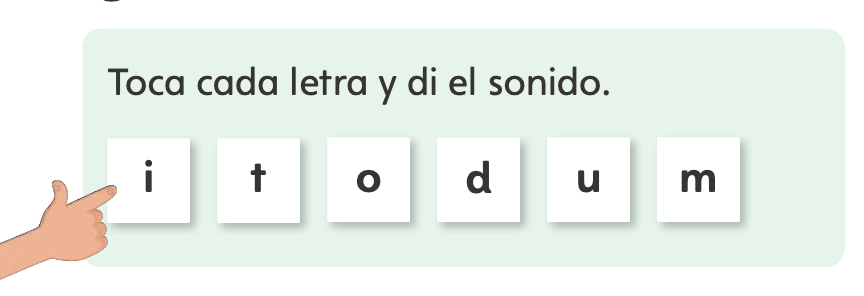 Toca cada letra y di el sonido.
i t o d u m